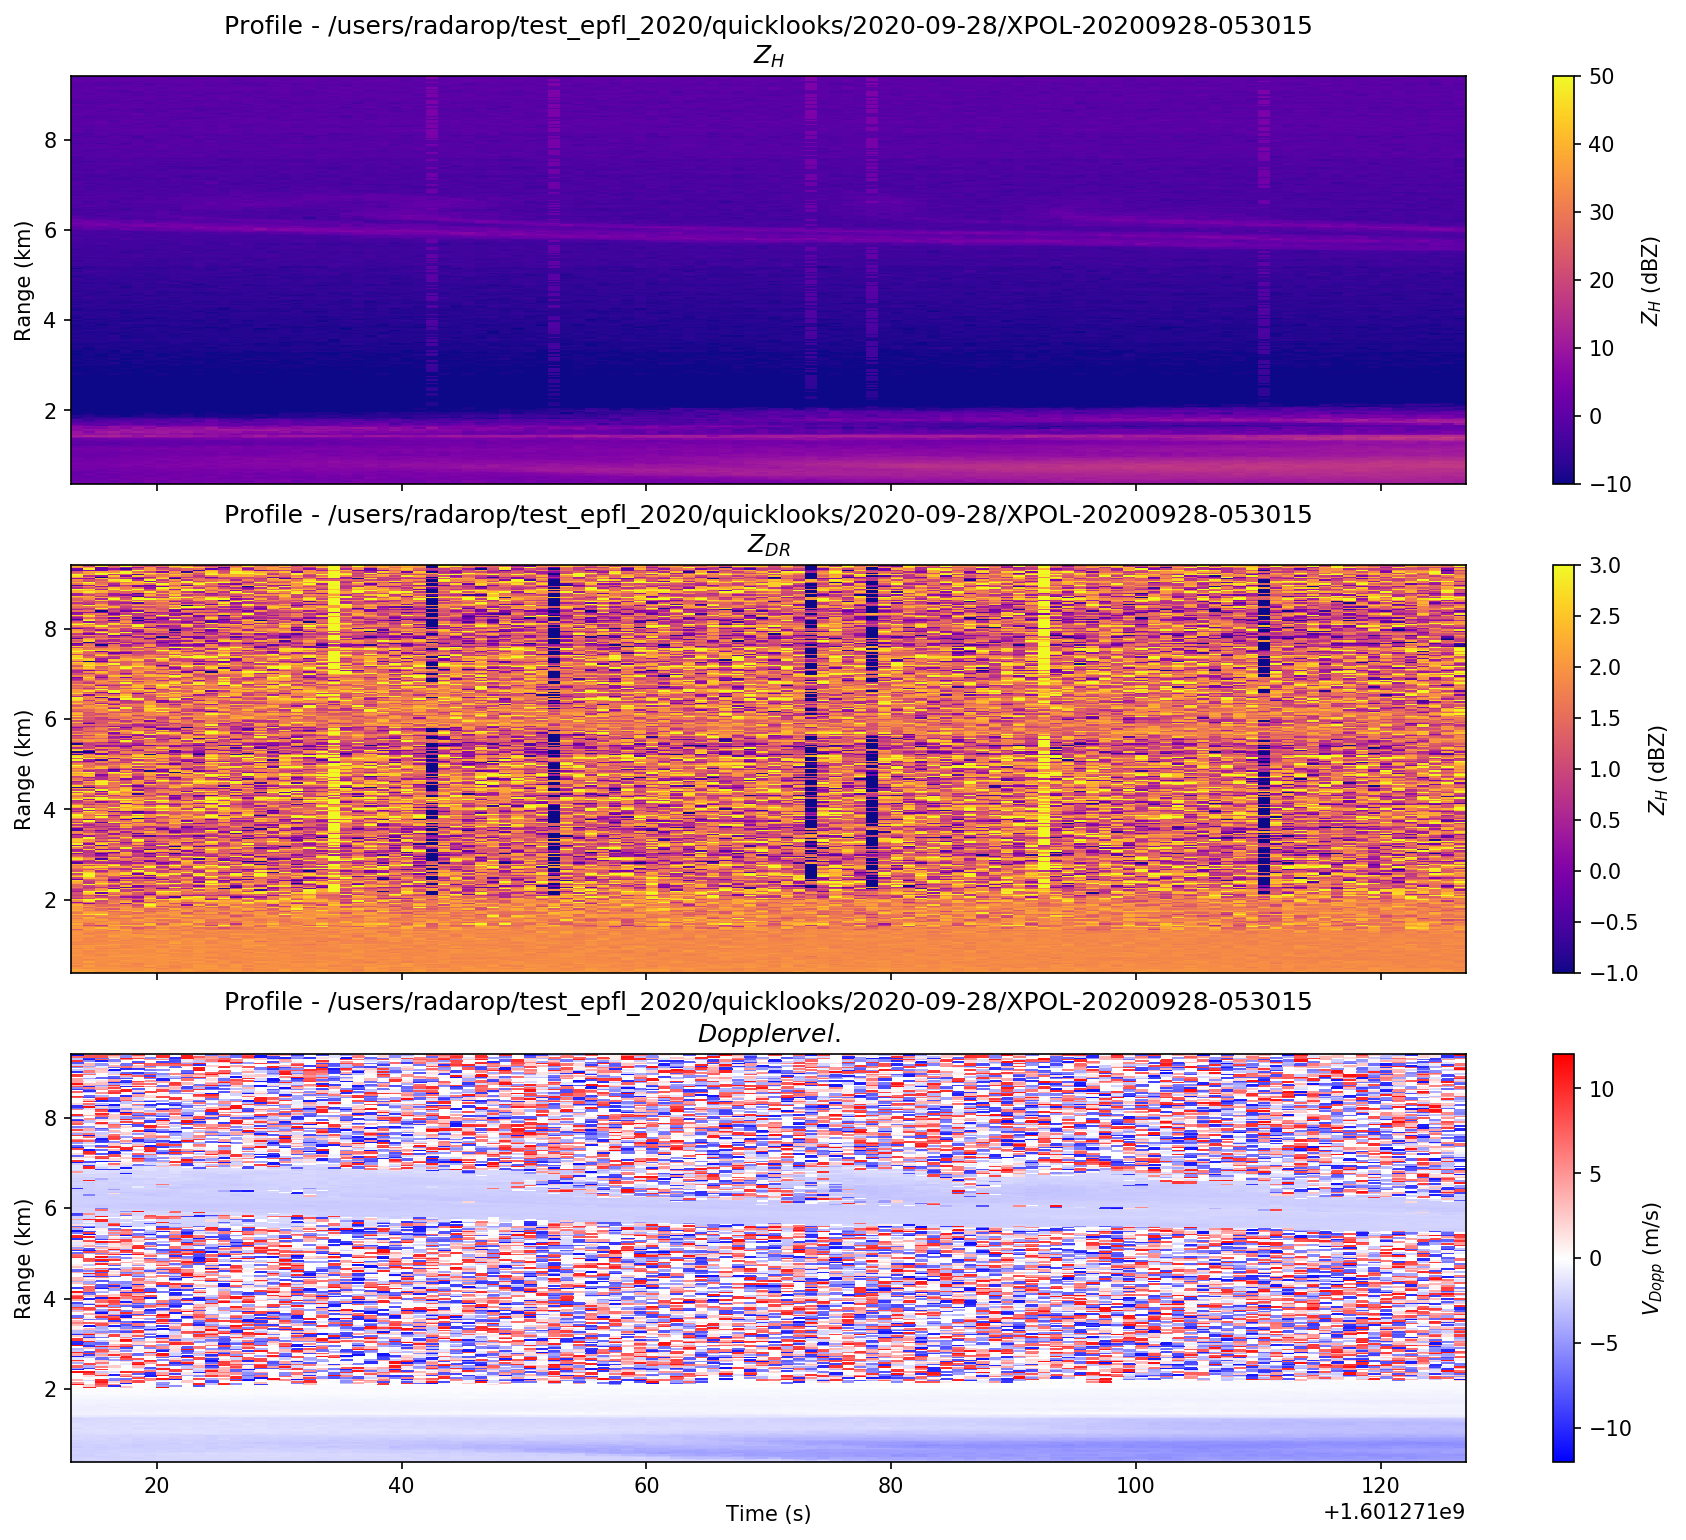 Profile - /users/radarop/test_epfl_2020/quicklooks/2020-09-28/XPOL-20200928-053015
Z_H
Range (km)
8
6
4
2
50
40
30
20
10
0
−10
Z_H (dBZ)
Profile - /users/radarop/test_epfl_2020/quicklooks/2020-09-28/XPOL-20200928-053015
Z_DR
Range (km)
8
6
4
2
3.0
2.5
2.0
1.5
1.0
0.5
0.0
−0.5
−1.0
Z_H (dBZ)
Profile - /users/radarop/test_epfl_2020/quicklooks/2020-09-28/XPOL-20200928-053015
Dopplervel.
Range (km)
8
6
4
2
10
5
0
−5
−10
V_Dopp (m/s)
20 40 60 80 100 120
Time (s)
+1.601271e9